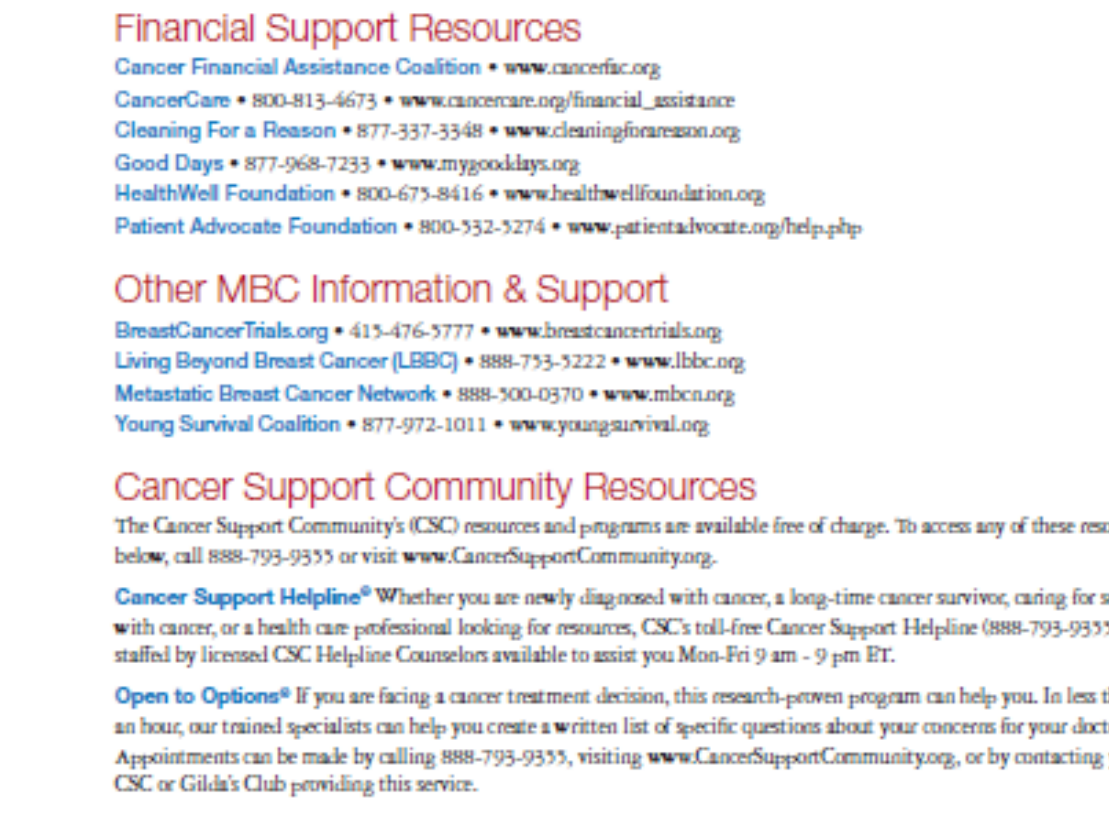 Financial Support Resources
Cancer Financial Assistance Coalition • www.cancerfac.org
CancerCare • 800-813-4673 • www.cancercare.org/financial_assistance
Cleaning For a Reason • 877-337-3348 • www.cleaningforareason.org
Good Days • 877-968-7233 • www.mygooddays.org
HealthWell Foundation • 800-675-8416 • www.healthwellfoundation.org
Patient Advocate Foundation • 800-532-5274 • www.patientadvocate.org/help.php
Other MBC Information & Support
BreastCancerTrials.org • 415-476-5777 • www.breastcancertrials.org
Living Beyond Breast Cancer (LBBC) • 888-753-5222 • www.lbbc.org
Metastatic Breast Cancer Network • 888-500-0370 • www.mbcn.org
Young Survival Coalition • 877-972-1011 • www.youngsurvival.org
Cancer Support Community Resources
The Cancer Support Community's (CSC) resources and programs are available free of charge. To access any of these
below, call 888-793-9355 or visit www.CancerSupportCommunity.org.
Cancer Support Helpline® Whether you are newly diagnosed with cancer, a long-time cancer survivor, caring for
with cancer, or a health care professional looking for resources, CSC's toll-free Cancer Support Helpline (888-793-9355
staffed by licensed CSC Helpline Counselors available to assist you Mon-Fri 9 am - 9 pm ET.
Open to Options® If you are facing a cancer treatment decision, this research-proven program can help you. In less
an hour, our trained specialists can help you create a written list of specific questions about your concerns for your
Appointments can be made by calling 888-793-9355, visiting www.CancerSupportCommunity.org, or by contacting
CSC or Gilda's Club providing this service.